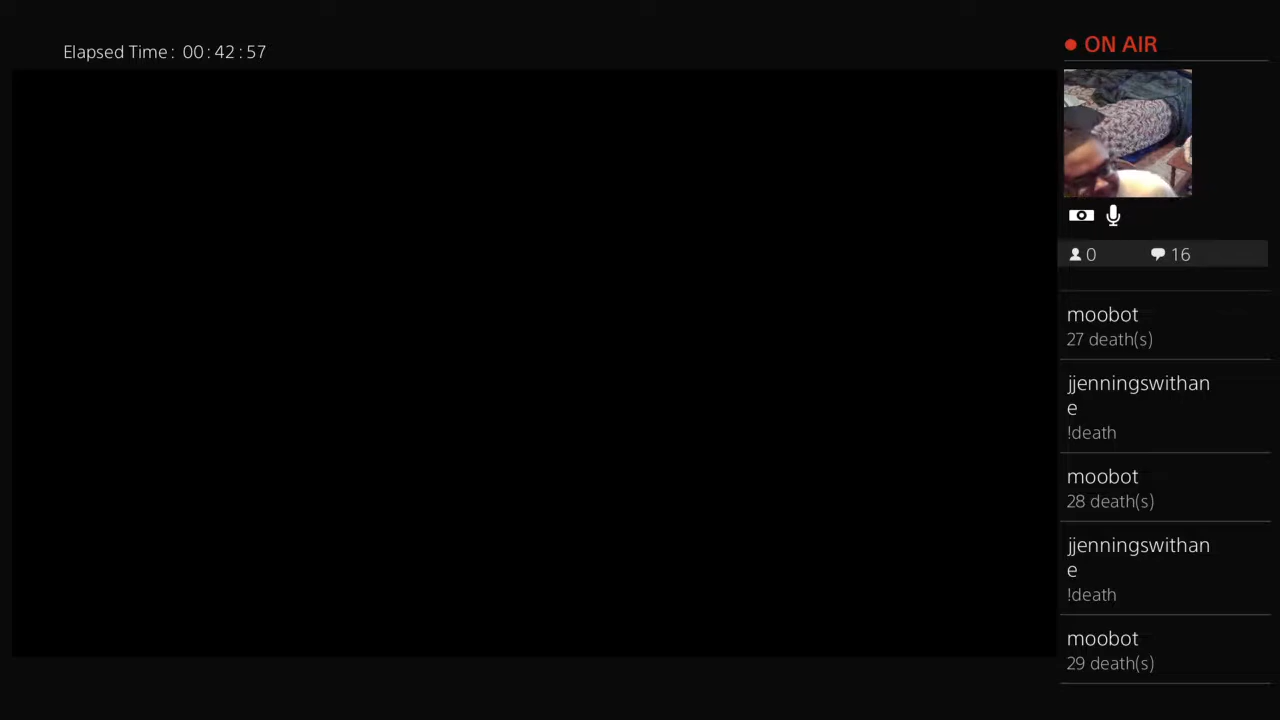 Elapsed Time: 00:42:57
ON AIR
0 16
moobot
27 death(s)
jjenningswithan
e
!death
moobot
28 death(s)
jjenningswithan
e
!death
moobot
29 death(s)